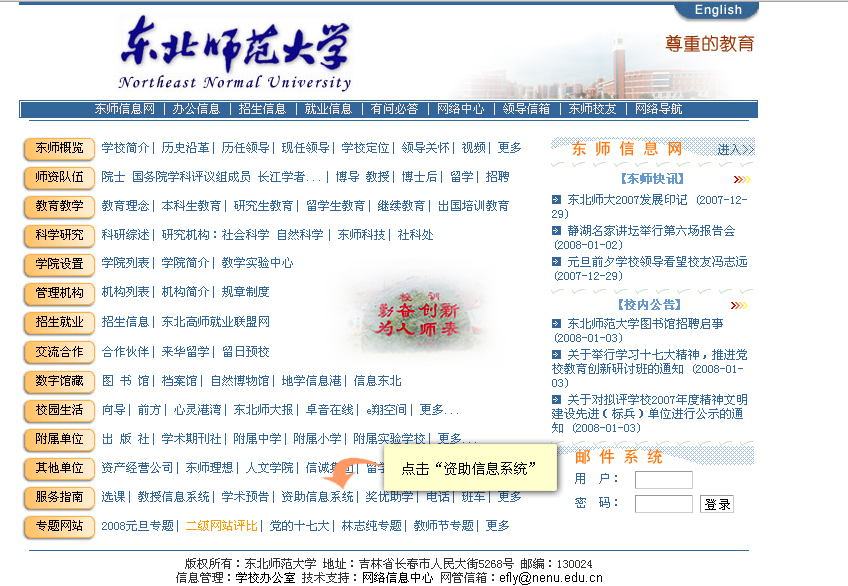 English
东北师范大学
Northeast Normal University
尊重的教育
东师信息网 | 办公信息 | 招生信息 | 就业信息 | 有问必答 | 网络中心 | 领导信箱 | 东师校友 | 网络导航
东师概览 学校简介| 历史沿革| 历任领导| 现任领导| 学校定位| 领导关怀| 视频| 更多
师资队伍 院士 国务院学科评议组成员 长江学者...| 博导 教授| 博士后| 留学| 招聘
教育教学 教育理念| 本科生教育| 研究生教育| 留学生教育| 继续教育| 出国培训教育
科学研究 科研综述| 研究机构：社会科学 自然科学 | 东师科技| 社科处
学院设置 学院列表| 学院简介| 教学实验中心
管理机构 机构列表| 机构简介| 规章制度
招生就业 招生信息| 东北高师就业联盟网
交流合作 合作伙伴| 来华留学| 留日预校
数字馆藏 图 书 馆| 档案馆| 自然博物馆| 地学信息港| 信息东北
校园生活 向导| 前方| 心灵港湾| 东北师大报| 卓音在线| e翔空间| 更多...
附属单位 出 版 社| 学术期刊社| 附属中学| 附属小学| 附属实验学校| 更多...
其他单位 资产经营公司| 东师理想| 人文学院| 信诚集团| 留学
服务指南 选课| 教授信息系统| 学术预告| 资助信息系统| 奖优助学| 电话| 班车| 更多
专题网站 2008元旦专题| 二级网站评比| 党的十七大| 林志纯专题| 教师节专题| 更多
校 训
勤奋创新
为人师表
点击“资助信息系统”
东师信息网 进入>>
【东师快讯】
东北师大2007发展印记 (2007-12-
29)
静湖名家讲坛举行第六场报告会
(2008-01-02)
元旦前夕学校领导看望校友冯志远
(2007-12-29)
【校内公告】
东北师范大学图书馆招聘启事
(2008-01-03)
关于举行学习十七大精神，推进党
校教育创新研讨班的通知 (2008-01-
03)
关于对拟评学校2007年度精神文明
建设先进（标兵）单位进行公示的通
知 (2008-01-03)
邮件系统
用 户：
密 码： 登录
版权所有：东北师范大学 地址：吉林省长春市人民大街5268号 邮编：130024
信息管理：学校办公室 技术支持：网络信息中心 网管信箱：efly@nenu.edu.cn